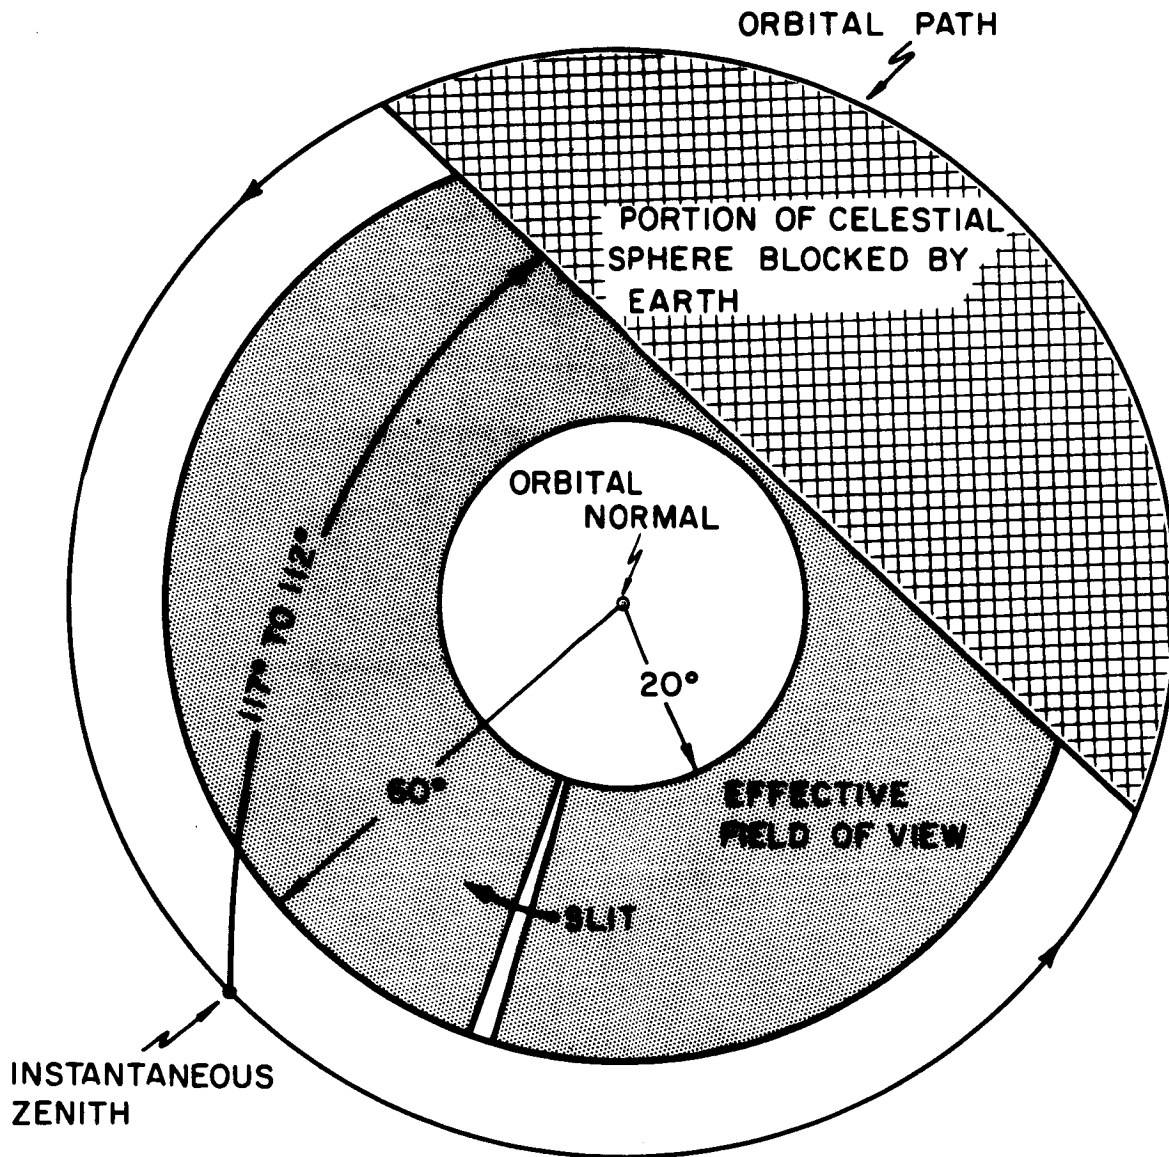 ORBITAL PATH
PORTION OF CELESTIAL
SPHERE BLOCKED BY
EARTH
ORBITAL
NORMAL
117° TO 112°
20°
60°
EFFECTIVE
FIELD OF VIEW
SLIT
INSTANTANEOUS
ZENITH